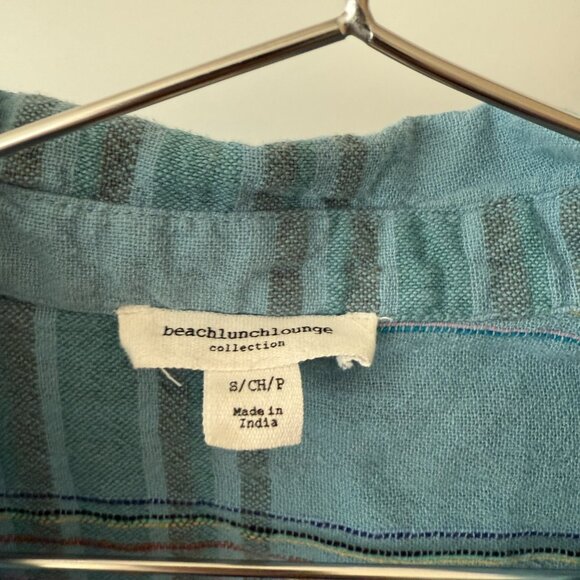 beachlunchlounge
collection
S/CH/P
Made in
India